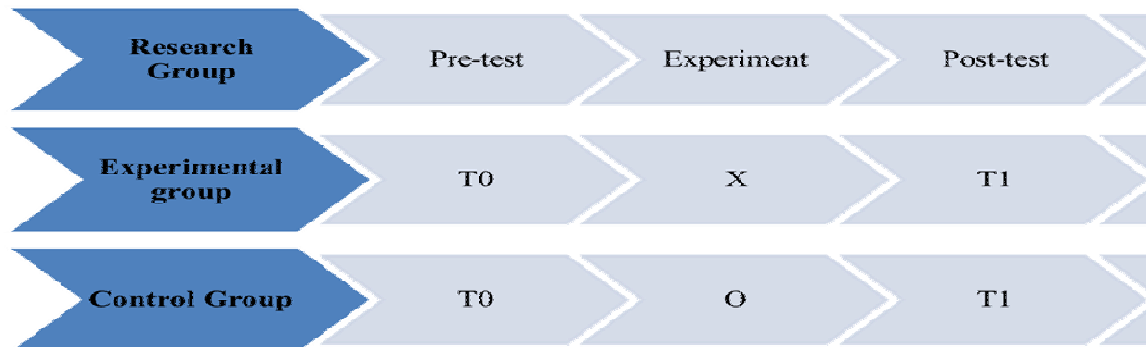 Research
Group
Pre-test
Experiment
Post-test
Experimental
group
T0
X
T1
Control Group
T0
O
T1